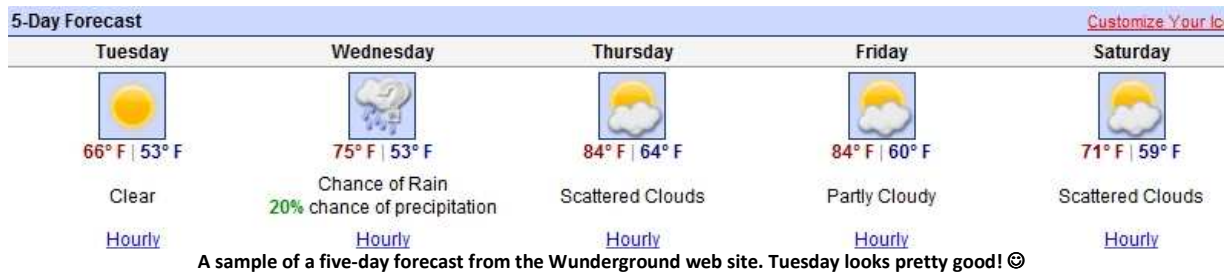 5-Day Forecast Customize Your Ic
Tuesday Wednesday Thursday Friday Saturday
66° F | 53° F 75° F | 53° F 84° F | 64° F 84° F | 60° F 71° F | 59° F
Clear Chance of Rain Scattered Clouds Partly Cloudy Scattered Clouds
20% chance of precipitation
Hourly Hourly Hourly Hourly Hourly
A sample of a five-day forecast from the Wunderground web site. Tuesday looks pretty good! ☺